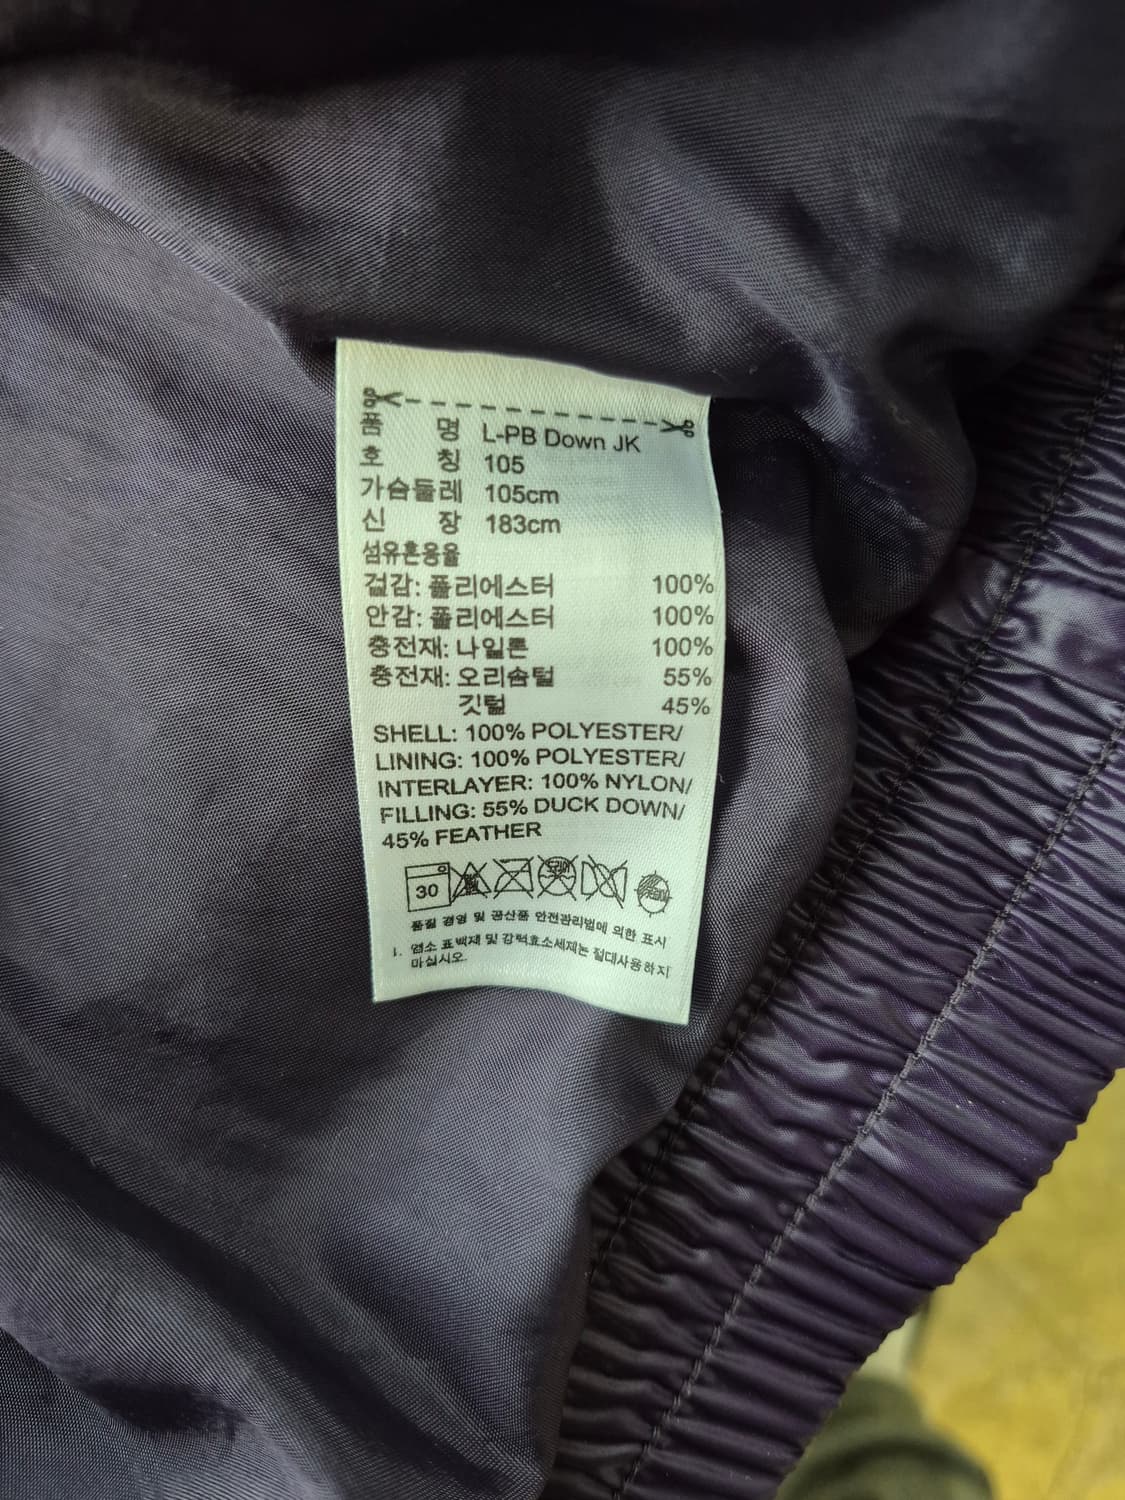 품 명 L-PB Down JK
호 칭 105
가슴둘레 105cm
신 장 183cm
섬유혼용율
겉감: 폴리에스터 100%
안감: 폴리에스터 100%
충전재: 나일론 100%
충전재: 오리솜털 55%
깃털 45%
SHELL: 100% POLYESTER/
LINING: 100% POLYESTER/
INTERLAYER: 100% NYLON/
FILLING: 55% DUCK DOWN/
45% FEATHER
30
품질 경영 및 공산품 안전관리법에 의한 표시
1. 염소 표백제 및 강력효소세제는 절대사용하지
마십시오.